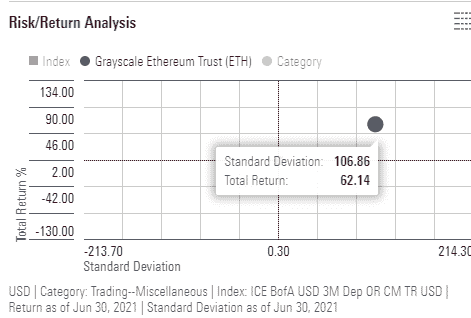 Risk/Return Analysis
Index Grayscale Ethereum Trust (ETH) Category
134.00
90.00
46.00
2.00
-42.00
-130.00
Total Return %
Standard Deviation: 106.86
Total Return: 62.14
-213.70 0.30 214.30
Standard Deviation
USD | Category: Trading--Miscellaneous | Index: ICE BofA USD 3M Dep OR CM TR USD |
Return as of Jun 30, 2021 | Standard Deviation as of Jun 30, 2021